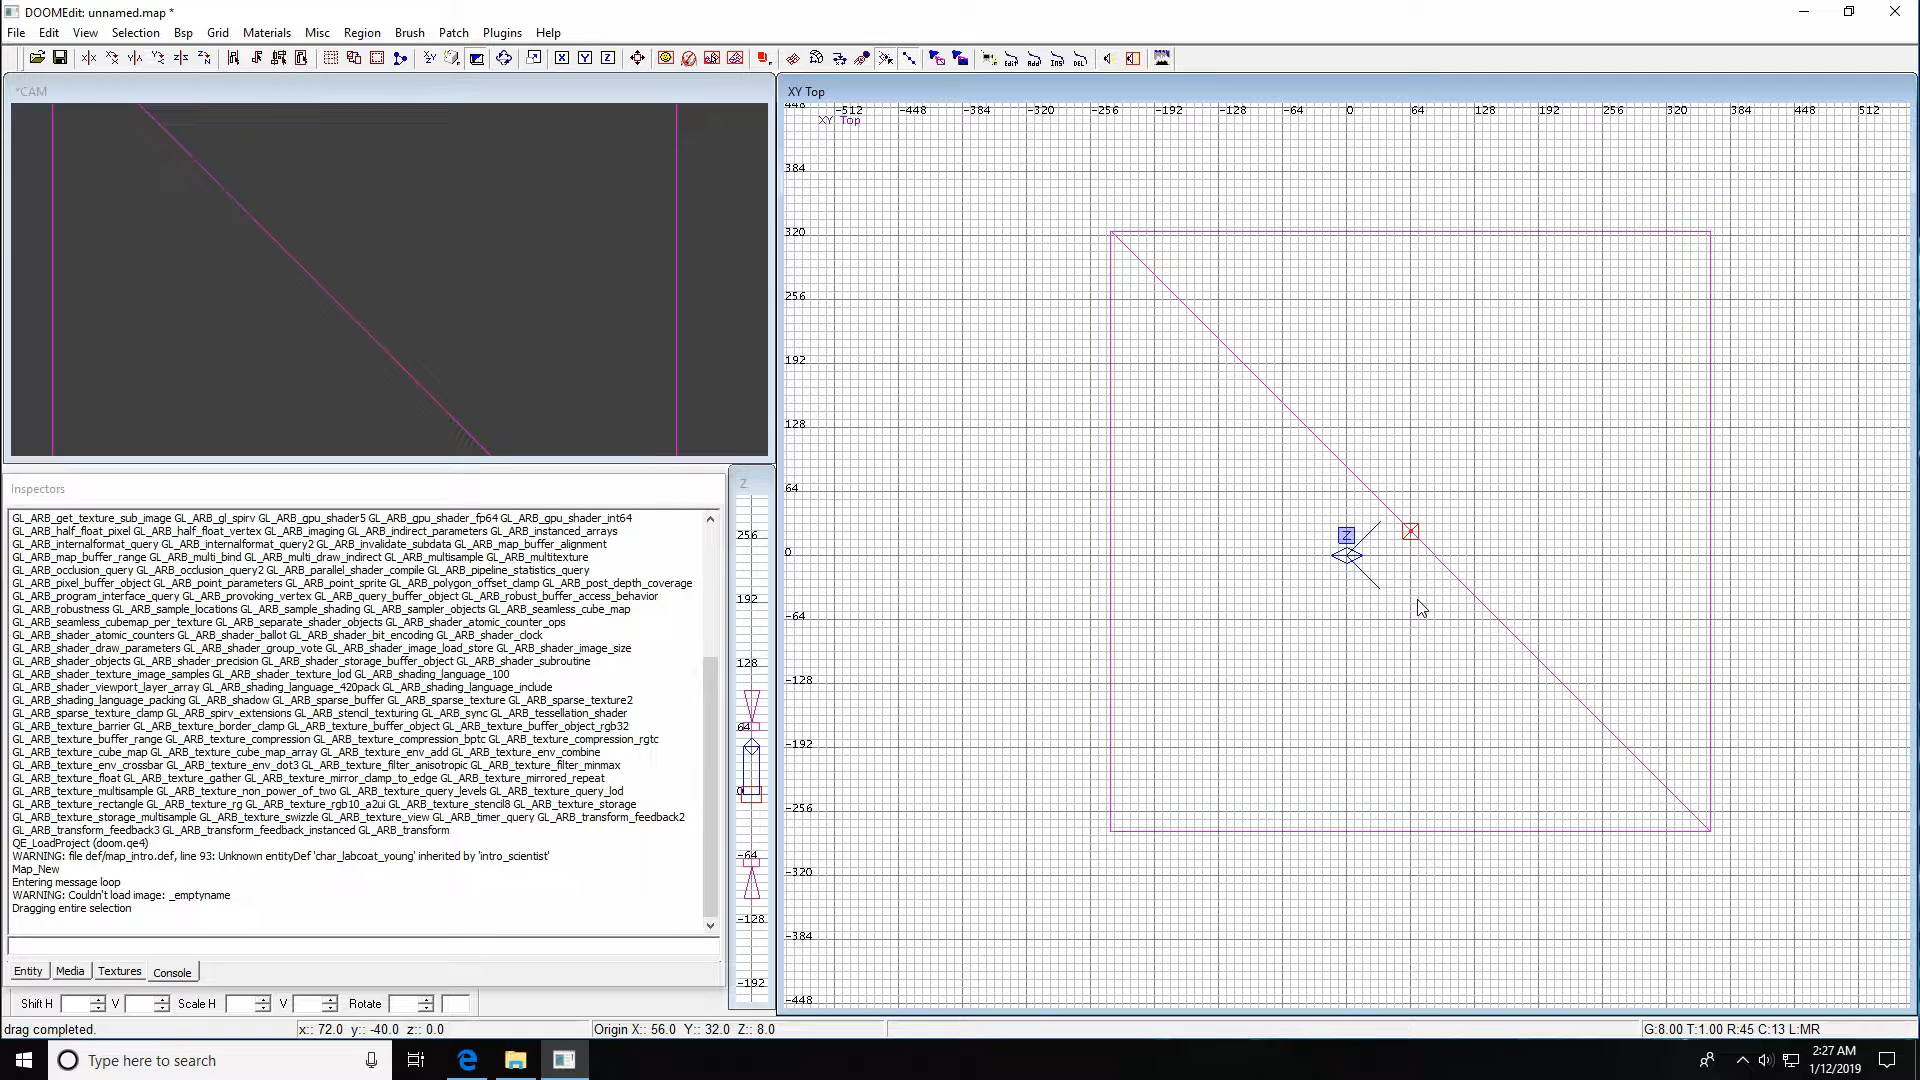 DOOMEdit: unnamed.map *
File Edit View Selection Bsp Grid Materials Misc Region Brush Patch Plugins Help
*CAM
XY Top
448 -512 -448 -384 -320 -256 -192 -128 -64 0 64 128 192 256 320 384 448 512
XY Top
384
320
256
192
128
64
0
-64
-128
-192
-256
-320
-384
-448
Z
Inspectors
GL_ARB_get_texture_sub_image GL_ARB_gl_spirv GL_ARB_gpu_shader5 GL_ARB_gpu_shader_fp64 GL_ARB_gpu_shader_int64
GL_ARB_half_float_pixel GL_ARB_half_float_vertex GL_ARB_imaging GL_ARB_indirect_parameters GL_ARB_instanced_arrays
GL_ARB_internalformat_query GL_ARB_internalformat_query2 GL_ARB_invalidate_subdata GL_ARB_map_buffer_alignment
GL_ARB_map_buffer_range GL_ARB_multi_bind GL_ARB_multi_draw_indirect GL_ARB_multisample GL_ARB_multitexture
GL_ARB_occlusion_query GL_ARB_occlusion_query2 GL_ARB_parallel_shader_compile GL_ARB_pipeline_statistics_query
GL_ARB_pixel_buffer_object GL_ARB_point_parameters GL_ARB_point_sprite GL_ARB_polygon_offset_clamp GL_ARB_post_depth_coverage
GL_ARB_program_interface_query GL_ARB_provoking_vertex GL_ARB_query_buffer_object GL_ARB_robust_buffer_access_behavior
GL_ARB_robustness GL_ARB_sample_locations GL_ARB_sample_shading GL_ARB_sampler_objects GL_ARB_seamless_cube_map
GL_ARB_seamless_cubemap_per_texture GL_ARB_separate_shader_objects GL_ARB_shader_atomic_counter_ops
GL_ARB_shader_atomic_counters GL_ARB_shader_ballot GL_ARB_shader_bit_encoding GL_ARB_shader_clock
GL_ARB_shader_draw_parameters GL_ARB_shader_group_vote GL_ARB_shader_image_load_store GL_ARB_shader_image_size
GL_ARB_shader_objects GL_ARB_shader_precision GL_ARB_shader_storage_buffer_object GL_ARB_shader_subroutine
GL_ARB_shader_texture_image_samples GL_ARB_shader_texture_lod GL_ARB_shading_language_100
GL_ARB_shader_viewport_layer_array GL_ARB_shading_language_420pack GL_ARB_shading_language_include
GL_ARB_shading_language_packing GL_ARB_shadow GL_ARB_sparse_buffer GL_ARB_sparse_texture GL_ARB_sparse_texture2
GL_ARB_sparse_texture_clamp GL_ARB_spirv_extensions GL_ARB_stencil_texturing GL_ARB_sync GL_ARB_tessellation_shader
GL_ARB_texture_barrier GL_ARB_texture_border_clamp GL_ARB_texture_buffer_object GL_ARB_texture_buffer_object_rgb32
GL_ARB_texture_buffer_range GL_ARB_texture_compression GL_ARB_texture_compression_bptc GL_ARB_texture_compression_rgtc
GL_ARB_texture_cube_map GL_ARB_texture_cube_map_array GL_ARB_texture_env_add GL_ARB_texture_env_combine
GL_ARB_texture_env_crossbar GL_ARB_texture_env_dot3 GL_ARB_texture_filter_anisotropic GL_ARB_texture_filter_minmax
GL_ARB_texture_float GL_ARB_texture_gather GL_ARB_texture_mirror_clamp_to_edge GL_ARB_texture_mirrored_repeat
GL_ARB_texture_multisample GL_ARB_texture_non_power_of_two GL_ARB_texture_query_levels GL_ARB_texture_query_lod
GL_ARB_texture_rectangle GL_ARB_texture_rg GL_ARB_texture_rgb10_a2ui GL_ARB_texture_stencil8 GL_ARB_texture_storage
GL_ARB_texture_storage_multisample GL_ARB_texture_swizzle GL_ARB_texture_view GL_ARB_timer_query GL_ARB_transform_feedback2
GL_ARB_transform_feedback3 GL_ARB_transform_feedback_instanced GL_ARB_transform
QE_LoadProject (doom.qe4)
WARNING: file def/map_intro.def, line 93: Unknown entityDef 'char_labcoat_young' inherited by 'intro_scientist'
Map_New
Entering message loop
WARNING: Couldn't load image: _emptyname
Dragging entire selection
Z
256
192
128
64
0
-64
-128
-192
Entity Media Textures Console
Shift H V Scale H V Rotate
drag completed. x:: 72.0 y:: -40.0 z:: 0.0 Origin X:: 56.0 Y:: 32.0 Z:: 8.0 G:8.00 T:1.00 R:45 C:13 L:MR
Type here to search
2:27 AM
1/12/2019